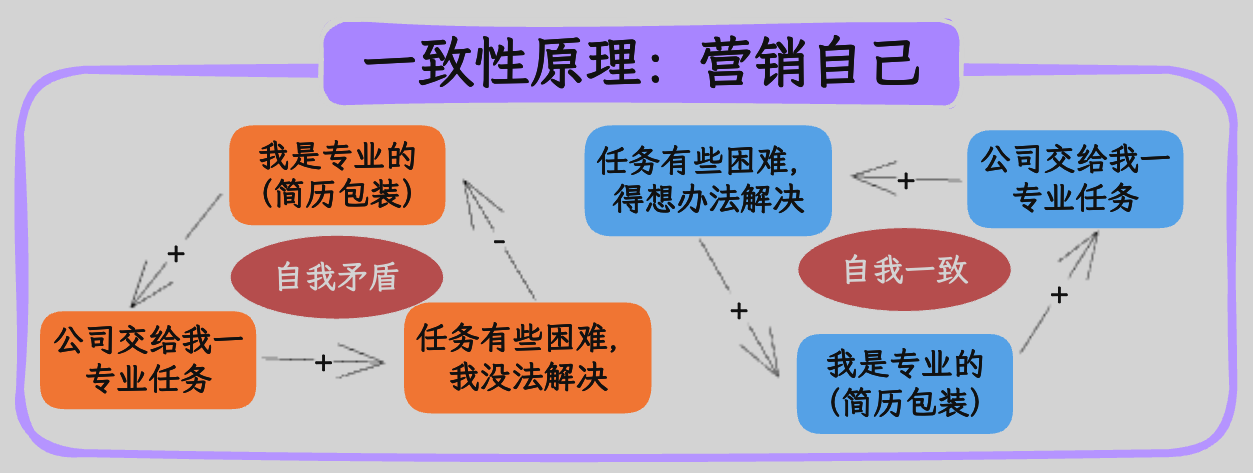 一致性原理：营销自己
我是专业的
（简历包装）
+
-
自我矛盾
公司交给我一
专业任务
+
任务有些困难，
我没法解决
任务有些困难，
得想办法解决
+
公司交给我一
专业任务
自我一致
+
+
我是专业的
（简历包装）